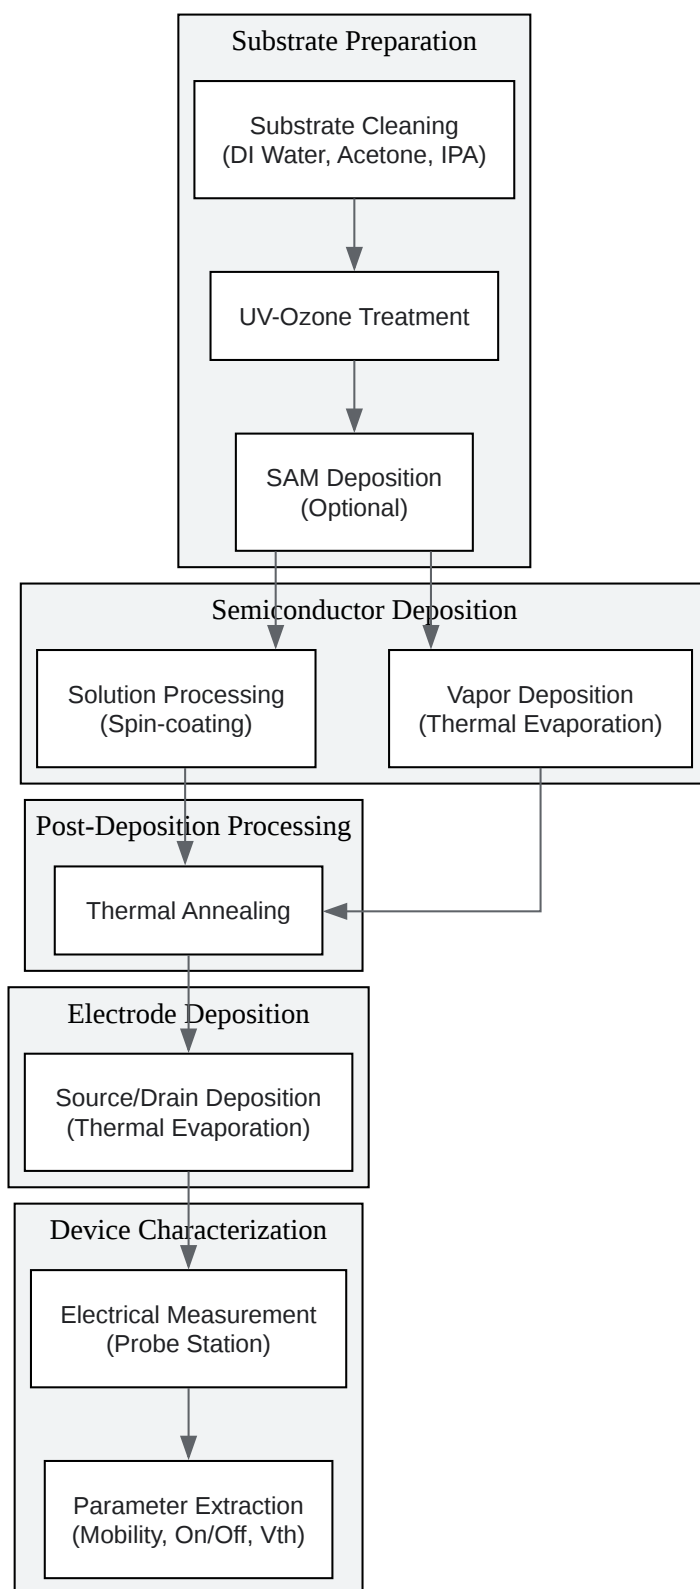 Substrate Preparation
Substrate Cleaning
(DI Water, Acetone, IPA)
UV-Ozone Treatment
SAM Deposition
(Optional)
Semiconductor Deposition
Solution Processing
(Spin-coating)
Vapor Deposition
(Thermal Evaporation)
Post-Deposition Processing
Thermal Annealing
Electrode Deposition
Source/Drain Deposition
(Thermal Evaporation)
Device Characterization
Electrical Measurement
(Probe Station)
Parameter Extraction
(Mobility, On/Off, Vth)